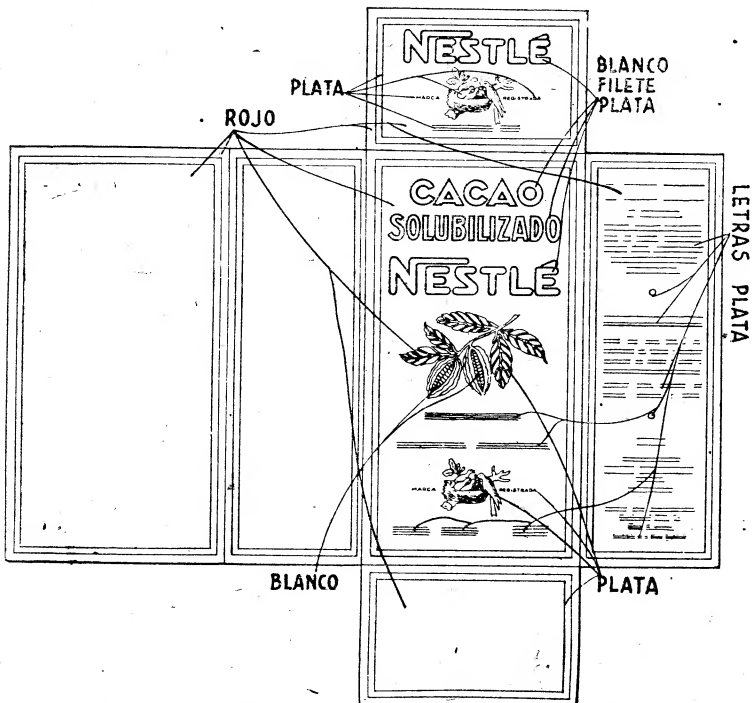 NESTLÉ
MARCA REGISTRADA
PLATA
BLANCO
FILETE
PLATA
ROJO
CACAO
SOLUBILIZADO
NESTLÉ
LETRAS PLATA
MARCA REGISTRADA
BLANCO
PLATA